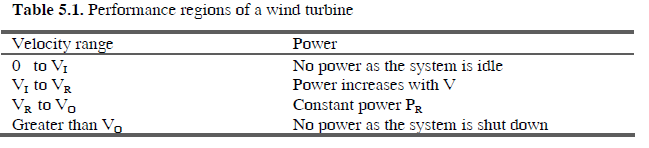 Table 5.1. Performance regions of a wind turbine
Velocity range Power
0 to V_I No power as the system is idle
V_I to V_R Power increases with V
V_R to V_O Constant power P_R
Greater than V_O No power as the system is shut down